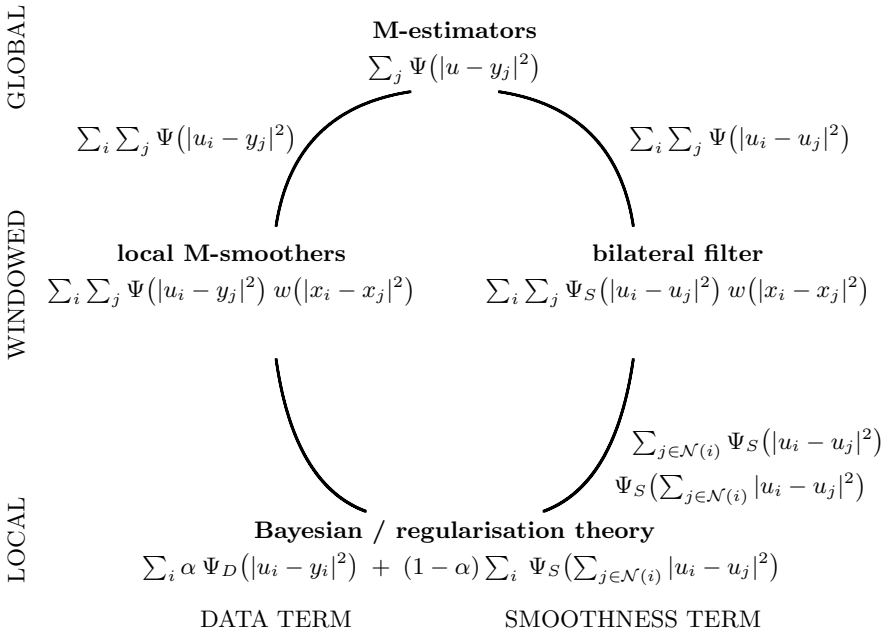 GLOBAL
M-estimators
∑_j Ψ(|u − y_j|²)
∑_i ∑_j Ψ(|u_i − y_j|²)
∑_i ∑_j Ψ(|u_i − u_j|²)
WINDOWED
local M-smoothers
∑_i ∑_j Ψ(|u_i − y_j|²) w(|x_i − x_j|²)
bilateral filter
∑_i ∑_j Ψ_S(|u_i − u_j|²) w(|x_i − x_j|²)
∑_{j∈𝒩(i)} Ψ_S(|u_i − u_j|²)
Ψ_S(∑_{j∈𝒩(i)} |u_i − u_j|²)
LOCAL
Bayesian / regularisation theory
∑_i α Ψ_D(|u_i − y_i|²) + (1 − α) ∑_i Ψ_S(∑_{j∈𝒩(i)} |u_i − u_j|²)
DATA TERM
SMOOTHNESS TERM